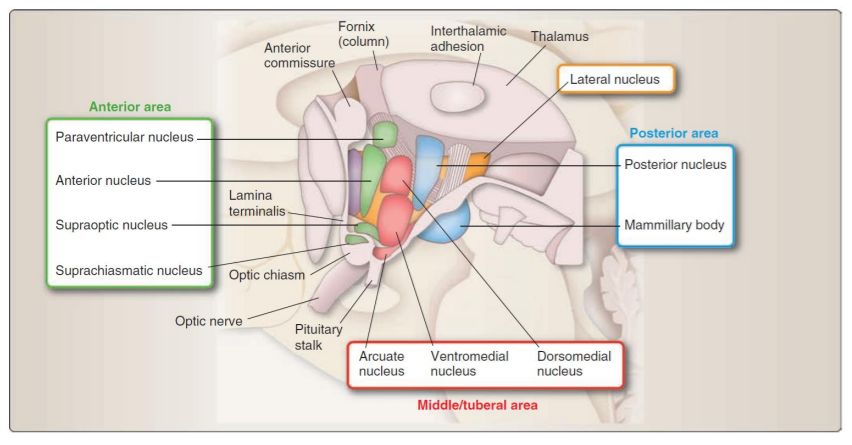 Fornix
(column)
Interthalamic
adhesion
Thalamus
Anterior
commissure
Lateral nucleus
Anterior area
Paraventricular nucleus
Anterior nucleus
Supraoptic nucleus
Suprachiasmatic nucleus
Posterior area
Posterior nucleus
Mammillary body
Lamina
terminalis
Optic chiasm
Optic nerve
Pituitary
stalk
Arcuate
nucleus
Ventromedial
nucleus
Dorsomedial
nucleus
Middle/tuberal area